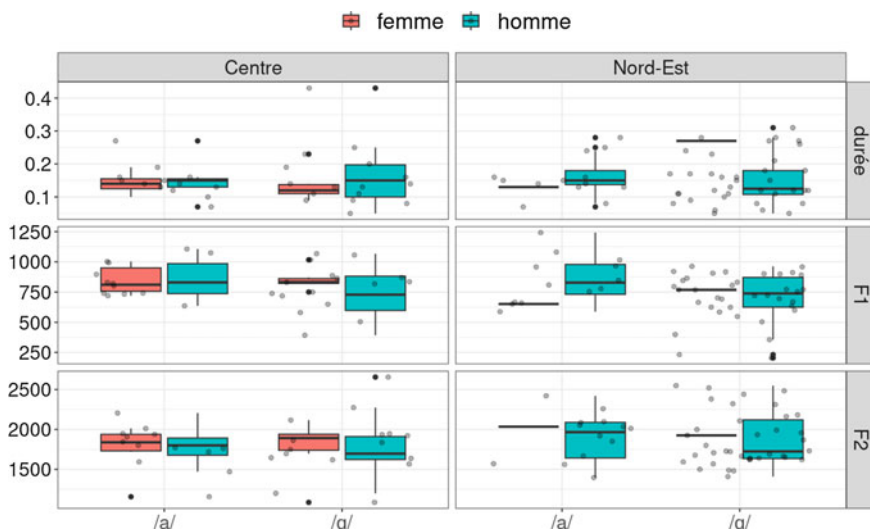 femme homme
Centre Nord-Est
0.4
0.3
0.2
0.1
durée
1250
1000
750
500
250
F1
2500
2000
1500
F2
/a/ /ɑ/ /a/ /ɑ/